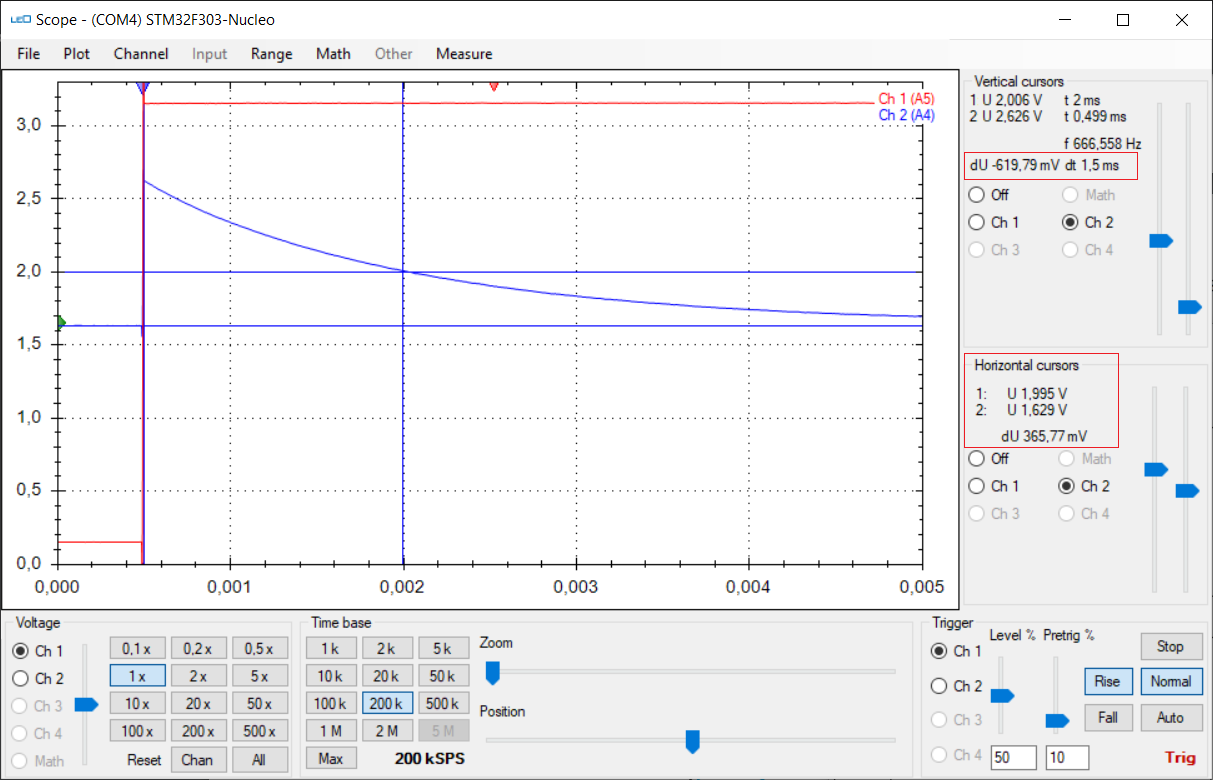 LEO Scope - (COM4) STM32F303-Nucleo
File Plot Channel Input Range Math Other Measure
Ch 1 (A5)
Ch 2 (A4)
3,0
2,5
2,0
1,5
1,0
0,5
0,0
0,000 0,001 0,002 0,003 0,004 0,005
Vertical cursors
1 U 2,006 V t 2 ms
2 U 2,626 V t 0,499 ms
f 666,558 Hz
dU -619,79 mV dt 1,5 ms
Off Math
Ch 1 Ch 2
Ch 3 Ch 4
Horizontal cursors
1: U 1,995 V
2: U 1,629 V
dU 365,77 mV
Off Math
Ch 1 Ch 2
Ch 3 Ch 4
Voltage
Ch 1 0,1 x 0,2 x 0,5 x
Ch 2 1 x 2 x 5 x
Ch 3 10 x 20 x 50 x
Ch 4 100 x 200 x 500 x
Math Reset Chan All
Time base
1 k 2 k 5 k
10 k 20 k 50 k
100 k 200 k 500 k
1 M 2 M 5 M
Max 200 kSPS
Zoom
Position
Trigger
Level % Pretrig %
Ch 1 Stop
Ch 2 Rise Normal
Ch 3 Fall Auto
Ch 4 50 10 Trig